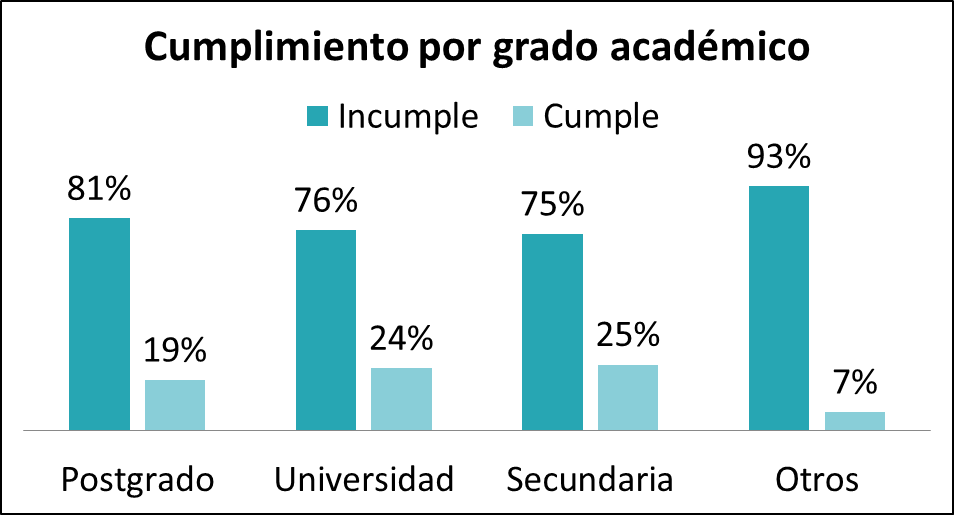 Cumplimiento por grado académico
Incumple Cumple
81% 19% 76% 24% 75% 25% 93% 7%
Postgrado Universidad Secundaria Otros